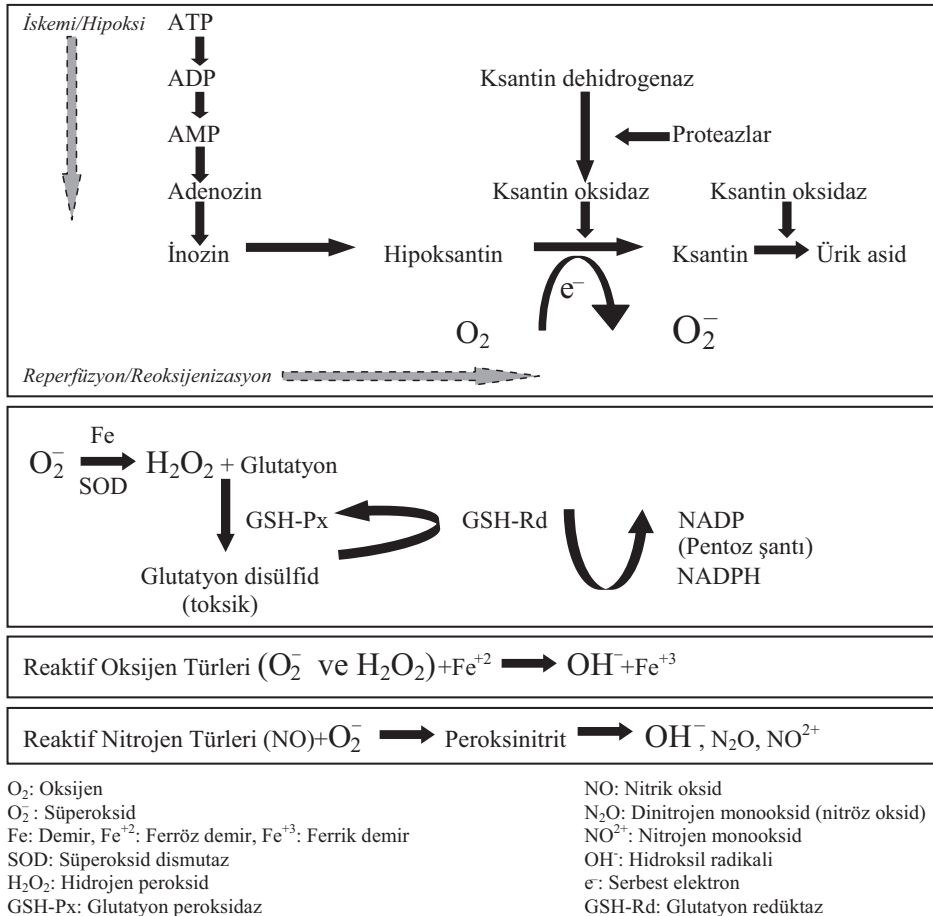 İskemi/Hipoksi ATP
ADP Ksantin dehidrogenaz
AMP Proteazlar
Adenozin Ksantin oksidaz Ksantin oksidaz
İnozin Hipoksantin Ksantin Ürik asid
e⁻
O₂ O₂⁻
Reperfüzyon/Reoksijenizasyon
Fe
O₂⁻ H₂O₂ + Glutatyon
SOD
GSH-Px GSH-Rd NADP
(Pentoz şantı)
Glutatyon disülfid NADPH
(toksik)
Reaktif Oksijen Türleri (O₂⁻ ve H₂O₂)+Fe⁺² OH⁻+Fe⁺³
Reaktif Nitrojen Türleri (NO)+O₂⁻ Peroksinitrit OH⁻, N₂O, NO²⁺
O₂: Oksijen
O₂⁻: Süperoksid
Fe: Demir, Fe⁺²: Ferröz demir, Fe⁺³: Ferrik demir
SOD: Süperoksid dismutaz
H₂O₂: Hidrojen peroksid
GSH-Px: Glutatyon peroksidaz
NO: Nitrik oksid
N₂O: Dinitrojen monooksid (nitröz oksid)
NO²⁺: Nitrojen monooksid
OH⁻: Hidroksil radikali
e⁻: Serbest elektron
GSH-Rd: Glutatyon redüktaz